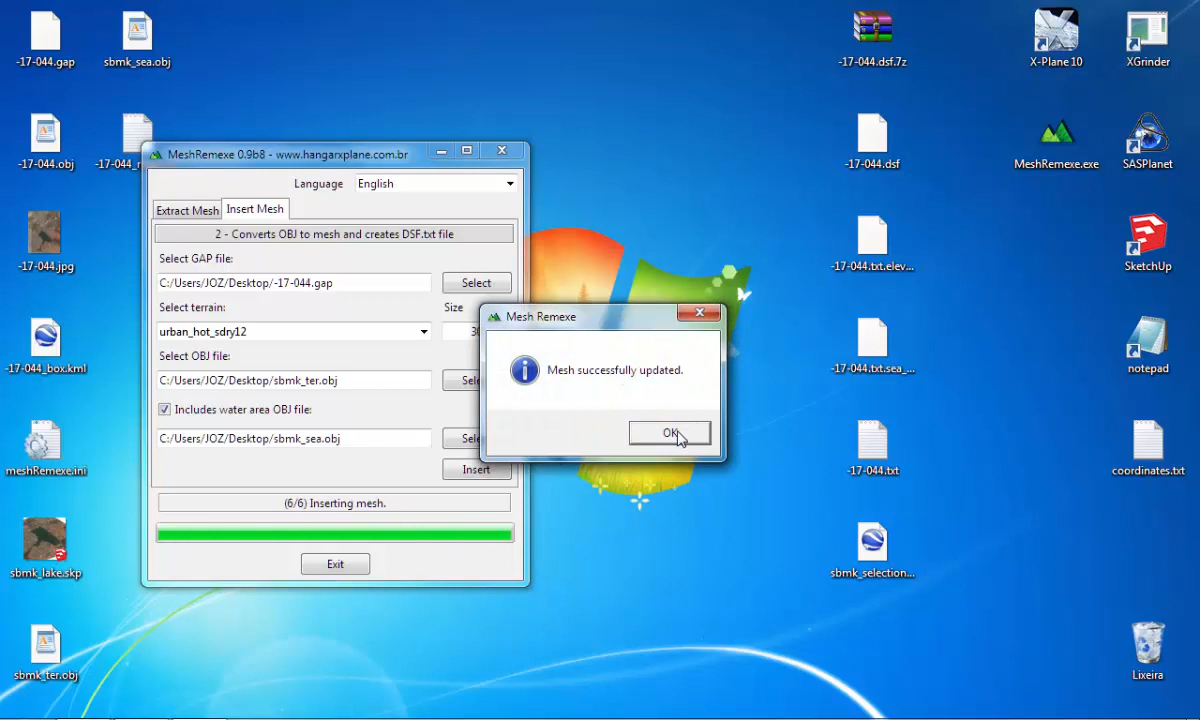 -17-044.gap
sbmk_sea.obj
-17-044.obj
-17-044.jpg
-17-044_box.kml
meshRemexe.ini
sbmk_lake.skp
sbmk_ter.obj
MeshRemexe 0.9b8 - www.hangarxplane.com.br
Language English
Extract Mesh Insert Mesh
2 - Converts OBJ to mesh and creates DSF.txt file
Select GAP file:
C:/Users/JOZ/Desktop/-17-044.gap Select
Select terrain: Size
urban_hot_sdry12
Select OBJ file:
C:/Users/JOZ/Desktop/sbmk_ter.obj
Includes water area OBJ file:
C:/Users/JOZ/Desktop/sbmk_sea.obj
Insert
(6/6) Inserting mesh.
Exit
Mesh Remexe
Mesh successfully updated.
OK
-17-044.dsf.7z
-17-044.dsf
-17-044.txt.elev...
-17-044.txt.sea_...
-17-044.txt
sbmk_selection...
X-Plane 10
MeshRemexe.exe
XGrinder
SASPlanet
SketchUp
notepad
coordinates.txt
Lixeira